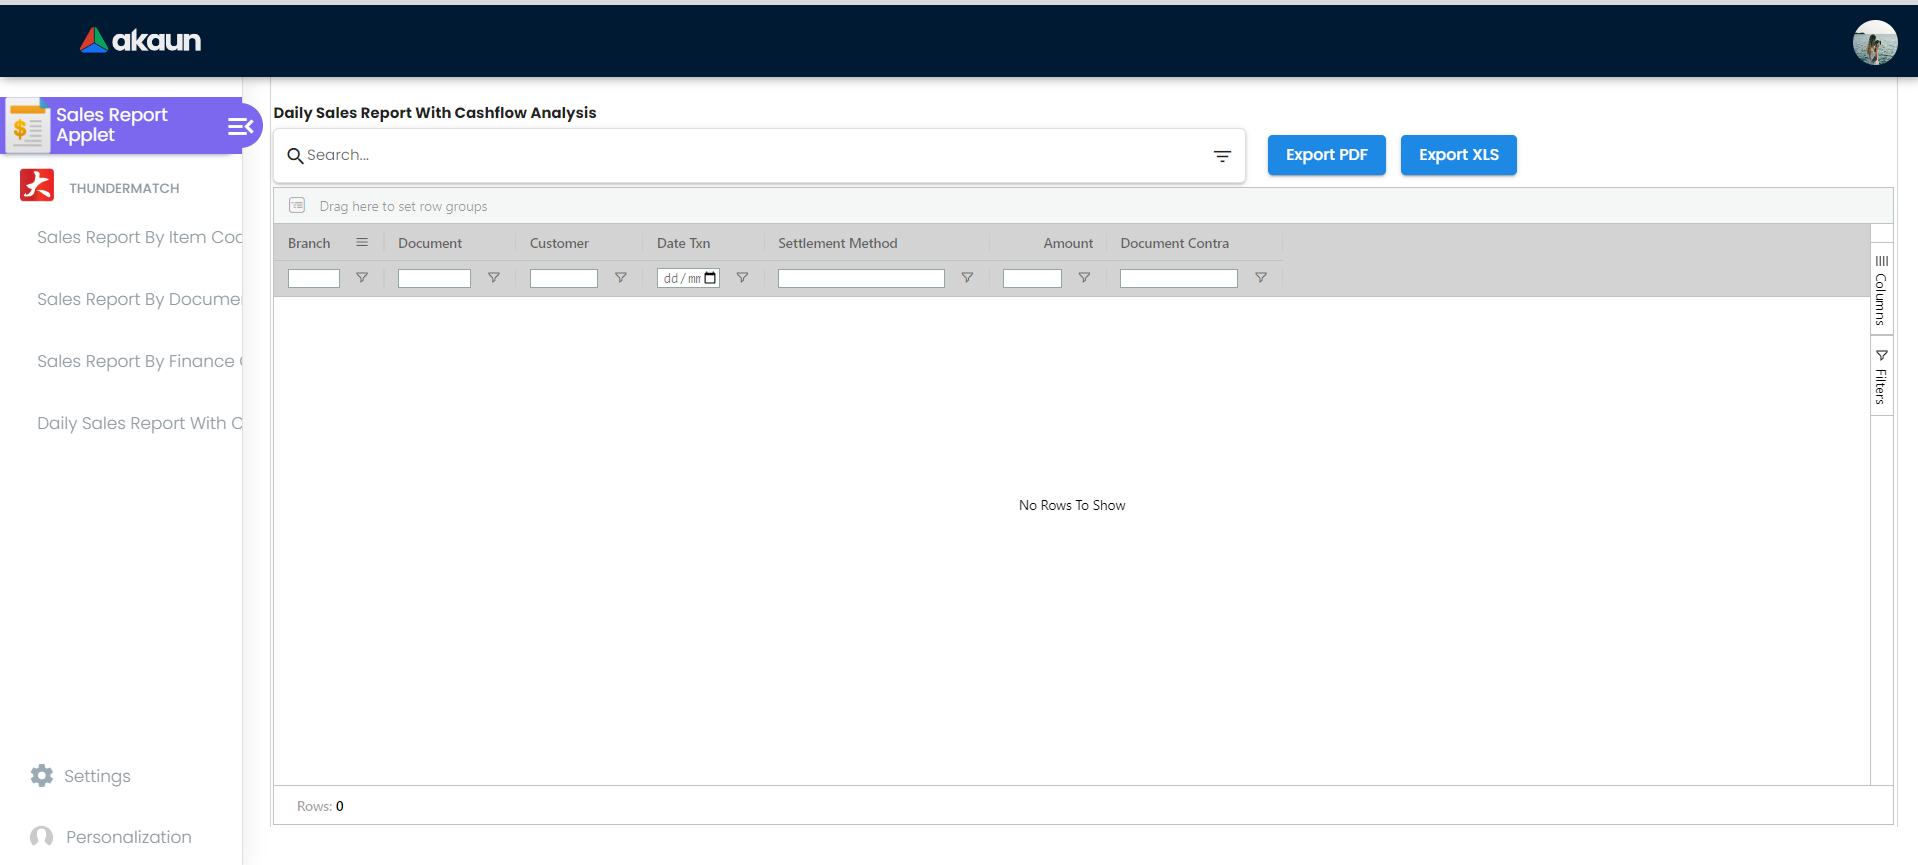 akaun
Sales Report
Applet
THUNDERMATCH
Sales Report By Item Coc
Sales Report By Docume
Sales Report By Finance
Daily Sales Report With C
Settings
Personalization
Daily Sales Report With Cashflow Analysis
Search...
Export PDF
Export XLS
Drag here to set row groups
Branch Document Customer Date Txn Settlement Method Amount Document Contra
dd/mm
No Rows To Show
Rows: 0
Columns
Filters